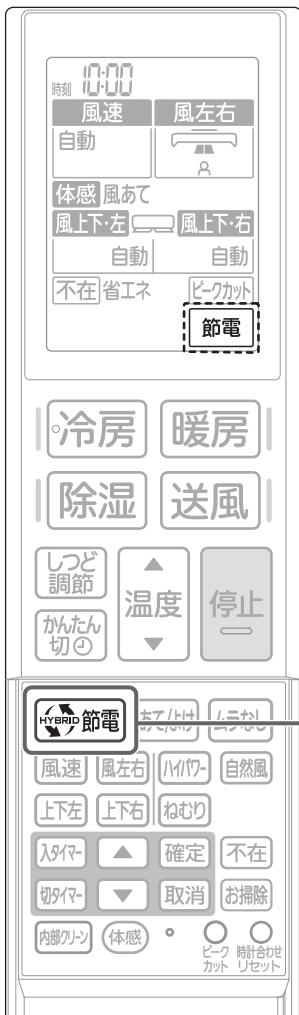 時刻 10:00
風速 風左右
自動
体感 風あて
風上下・左 風上下・右
自動 自動
不在 省エネ ピークカット
節電
冷房 暖房
除湿 送風
しつど調節 温度 停止
かんたん切
HYBRID 節電 あて/よけ ムラなし
風速 風左右 ハイパワー 自然風
上下左 上下右 ねむり
入タイマー ▲ 確定 不在
切タイマー ▼ 取消 お掃除
内部クリーン 体感 ピークカット 時計合わせ リセット